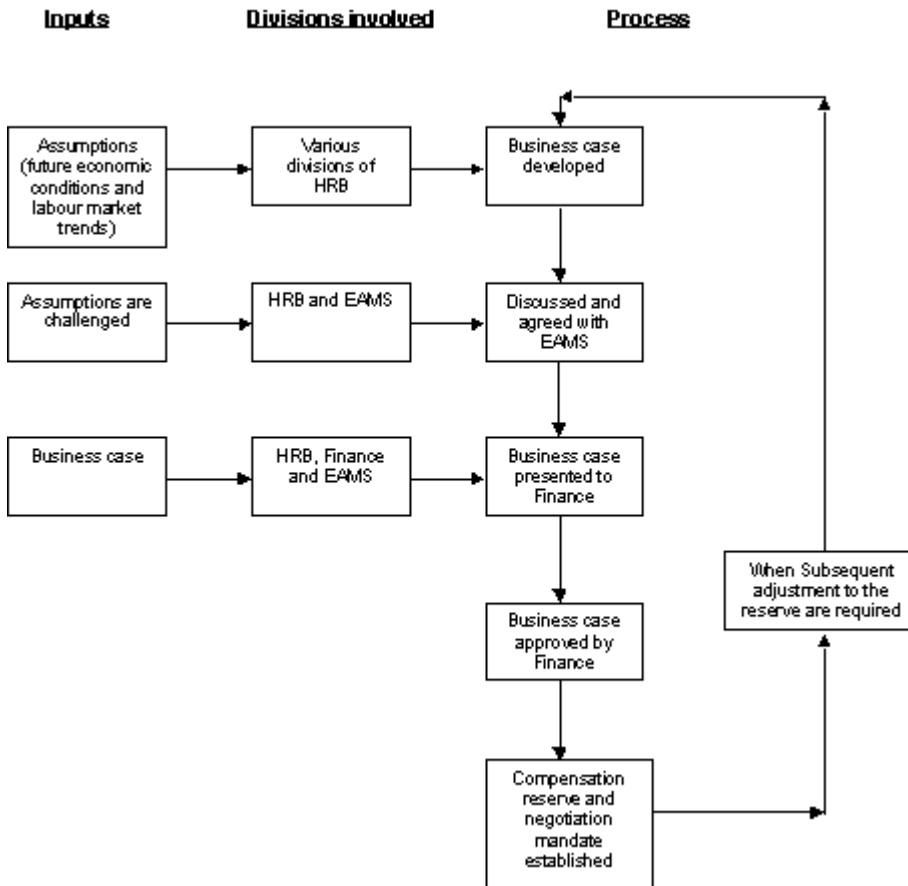 Inputs
Divisions involved
Process
Assumptions
(future economic
conditions and
labour market
trends)
Various
divisions of
HRB
Business case
developed
Assumptions are
challenged
HRB and EAMS
Discussed and
agreed with
EAMS
Business case
HRB, Finance
and EAMS
Business case
presented to
Finance
When Subsequent
adjustment to the
reserve are required
Business case
approved by
Finance
Compensation
reserve and
negotiation
mandate
established